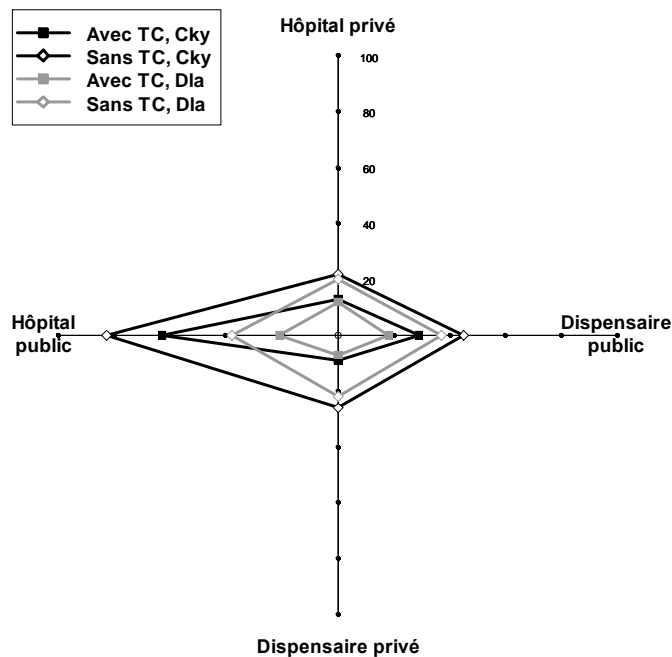 Hôpital privé
Avec TC, Cky
Sans TC, Cky
Avec TC, Dla
Sans TC, Dla
100
80
60
40
20
Hôpital
public
Dispensaire
public
Dispensaire privé